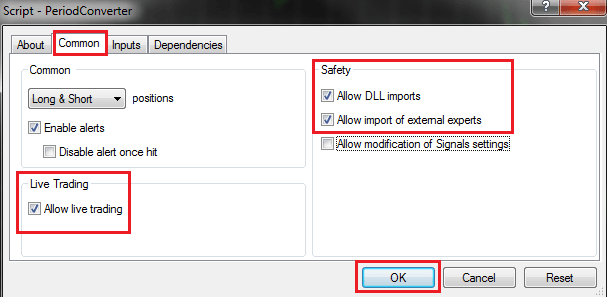 Script - PeriodConverter
?
X
About
Common
Inputs
Dependencies
Common
Long & Short positions
Enable alerts
Disable alert once hit
Live Trading
Allow live trading
Safety
Allow DLL imports
Allow import of external experts
Allow modification of Signals settings
OK
Cancel
Reset